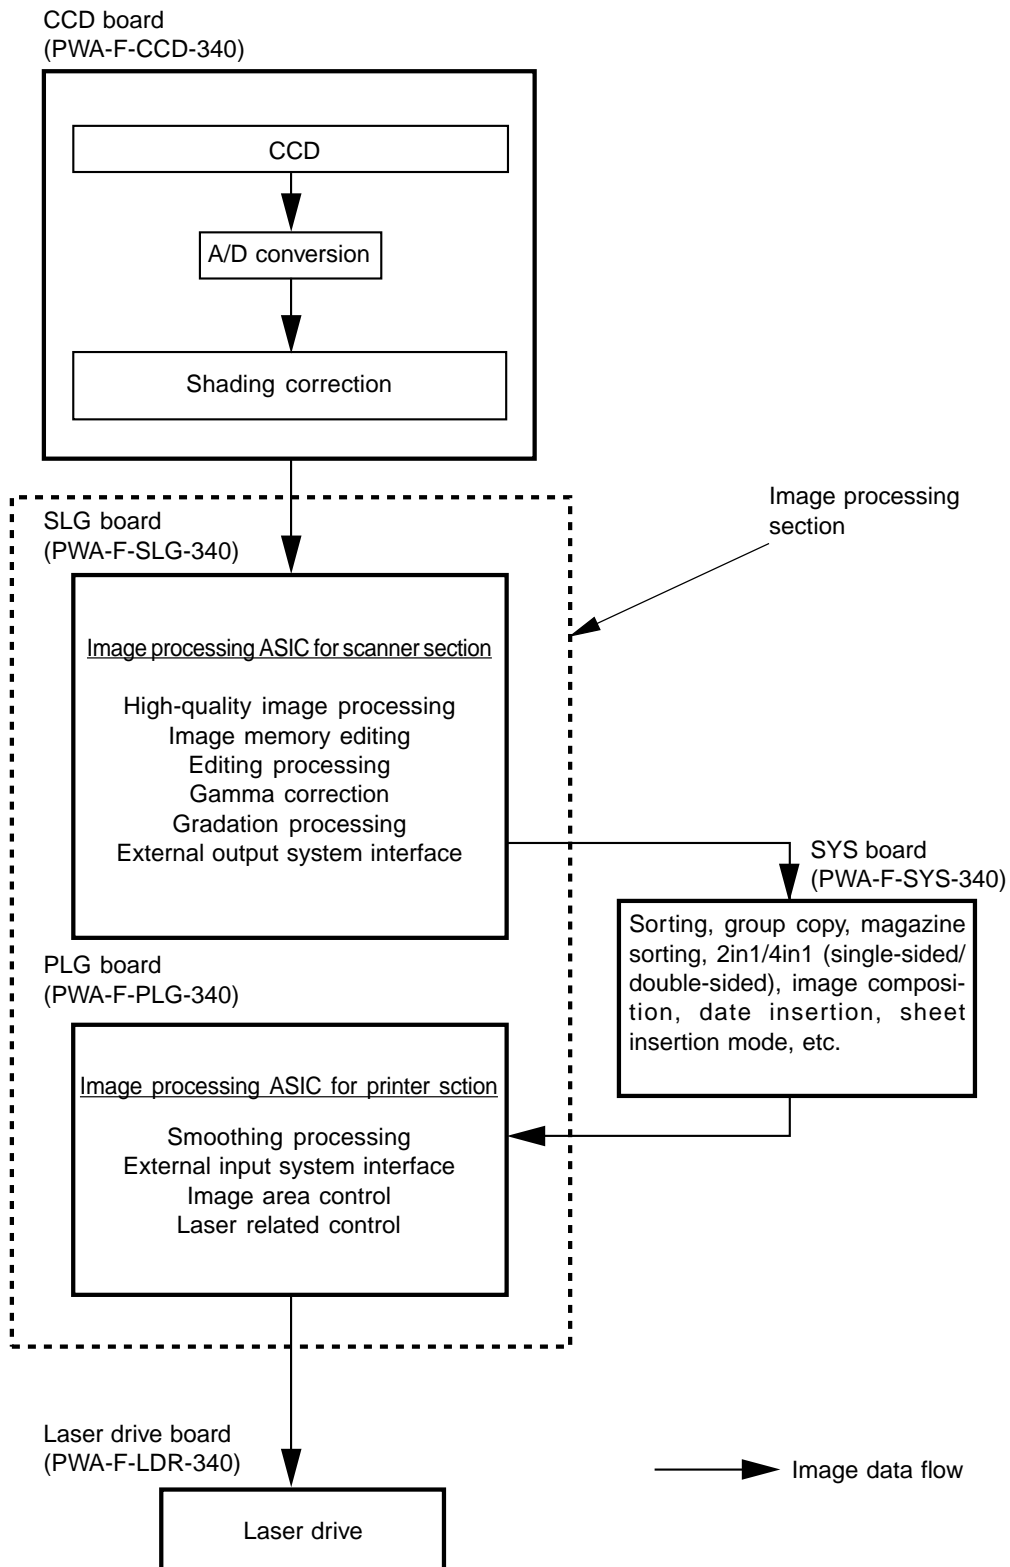 CCD board
(PWA-F-CCD-340)
CCD
A/D conversion
Shading correction
Image processing
section
SLG board
(PWA-F-SLG-340)
Image processing ASIC for scanner section
High-quality image processing
Image memory editing
Editing processing
Gamma correction
Gradation processing
External output system interface
SYS board
(PWA-F-SYS-340)
Sorting, group copy, magazine
sorting, 2in1/4in1 (single-sided/
double-sided), image composi-
tion, date insertion, sheet
insertion mode, etc.
PLG board
(PWA-F-PLG-340)
Image processing ASIC for printer sction
Smoothing processing
External input system interface
Image area control
Laser related control
Laser drive board
(PWA-F-LDR-340)
Laser drive
Image data flow